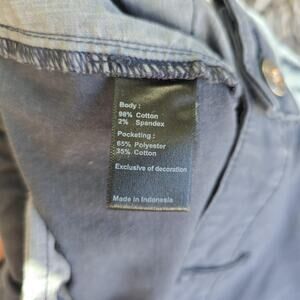 Body :
98% Cotton
2% Spandex
Pocketing :
65% Polyester
35% Cotton
Exclusive of decoration
Made in Indonesia